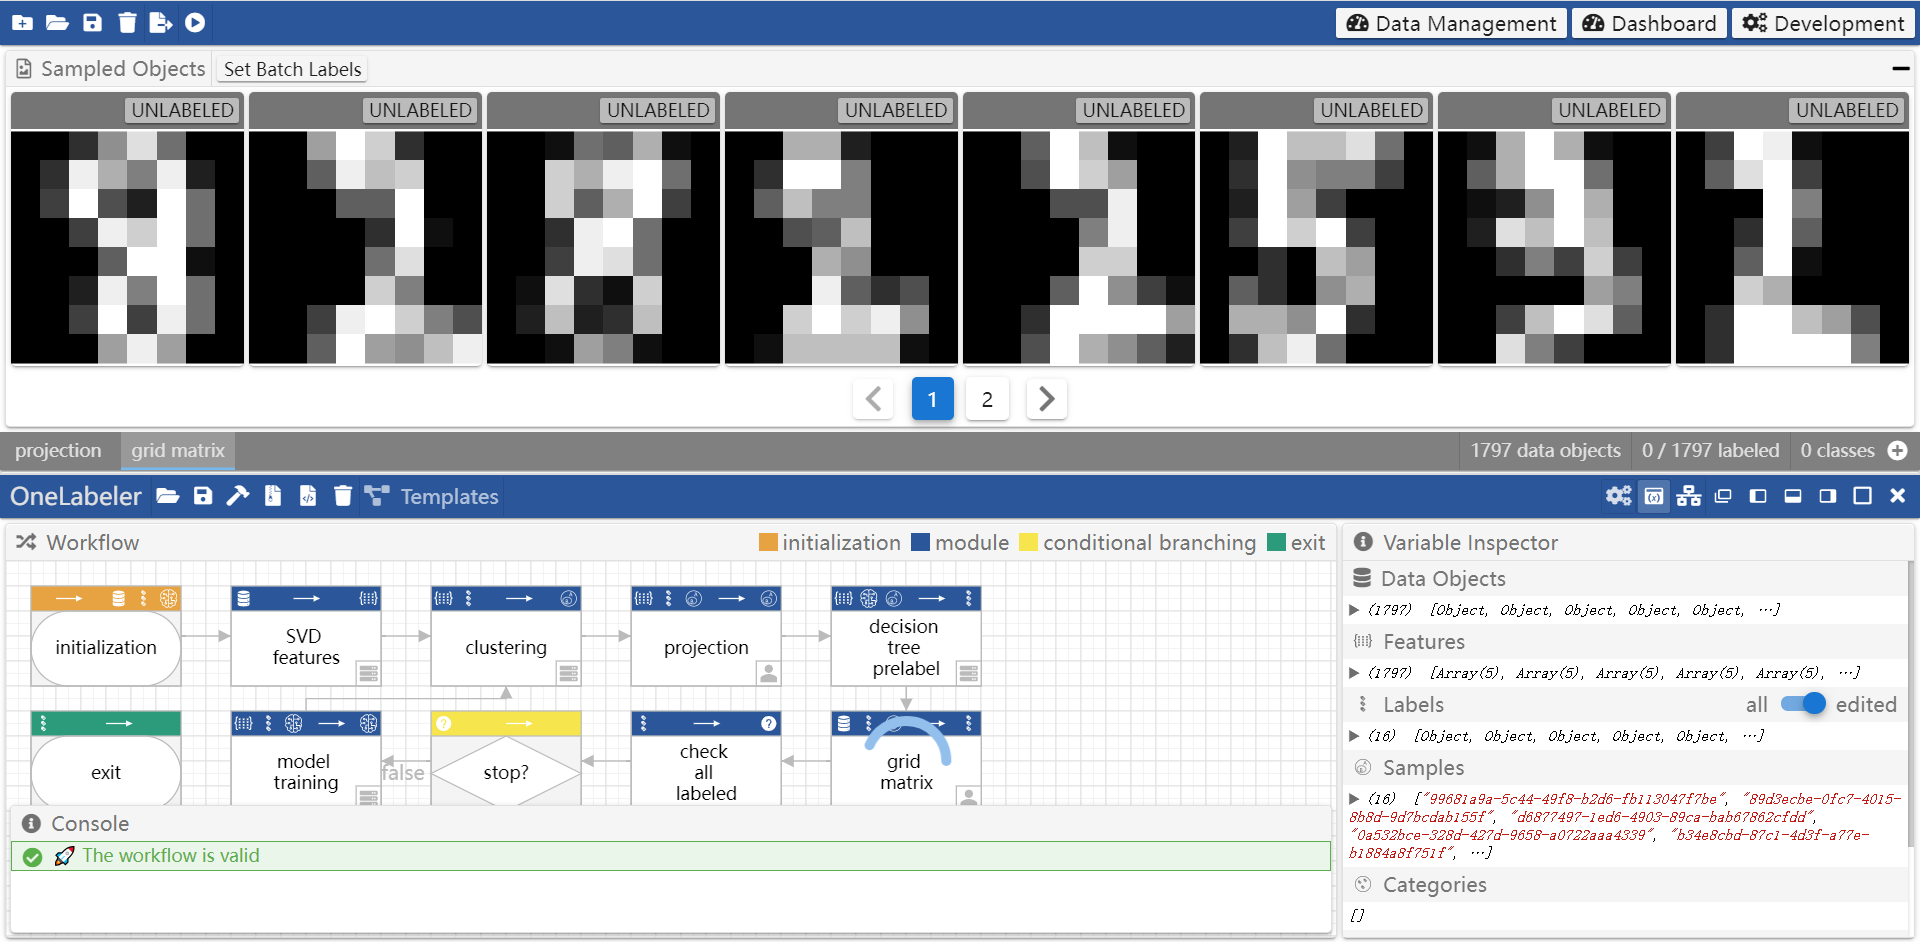 Data Management
Dashboard
Development
Sampled Objects
Set Batch Labels
UNLABELED
UNLABELED
UNLABELED
UNLABELED
UNLABELED
UNLABELED
UNLABELED
UNLABELED
1
2
projection
grid matrix
1797 data objects
0 / 1797 labeled
0 classes
OneLabeler
Templates
Workflow
initialization
module
conditional branching
exit
initialization
SVD
features
clustering
projection
decision
tree
prelabel
exit
model
training
false
stop?
check
all
labeled
grid
matrix
Console
The workflow is valid
Variable Inspector
Data Objects
(1797) [Object, Object, Object, Object, Object, …]
Features
(1797) [Array(5), Array(5), Array(5), Array(5), Array(5), …]
Labels
all
edited
(16) [Object, Object, Object, Object, Object, …]
Samples
(16) ["99681a9a-5c44-49f8-b2d6-fb113047f7be", "89d3ecbe-0fc7-4015-
8b8d-9d7bcdab155f", "d6877497-1ed6-4903-89ca-bab67862cfdd",
"0a532bce-328d-427d-9658-a0722aaa4339", "b34e8cbd-87c1-4d3f-a77e-
b1884a8f751f", …]
Categories
[]